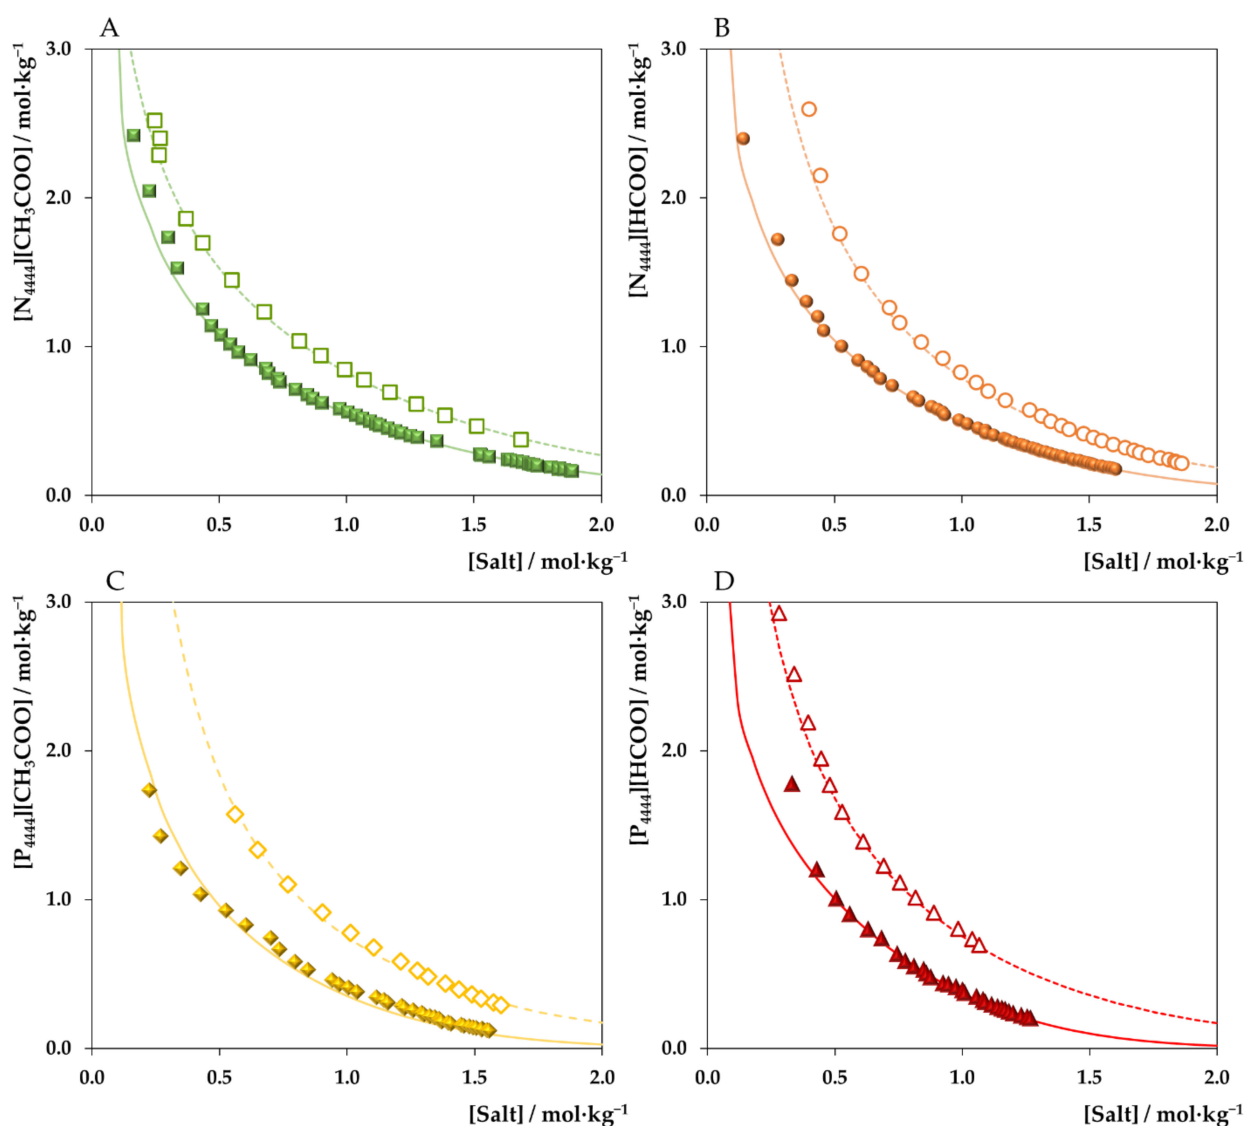 A
[N4444][CH3COO] / mol·kg−1
3.0
2.0
1.0
0.0
0.0 0.5 1.0 1.5 2.0
[Salt] / mol·kg−1
B
[N4444][HCOO] / mol·kg−1
3.0
2.0
1.0
0.0
0.0 0.5 1.0 1.5 2.0
[Salt] / mol·kg−1
C
[P4444][CH3COO] / mol·kg−1
3.0
2.0
1.0
0.0
0.0 0.5 1.0 1.5 2.0
[Salt] / mol·kg−1
D
[P4444][HCOO] / mol·kg−1
3.0
2.0
1.0
0.0
0.0 0.5 1.0 1.5 2.0
[Salt] / mol·kg−1